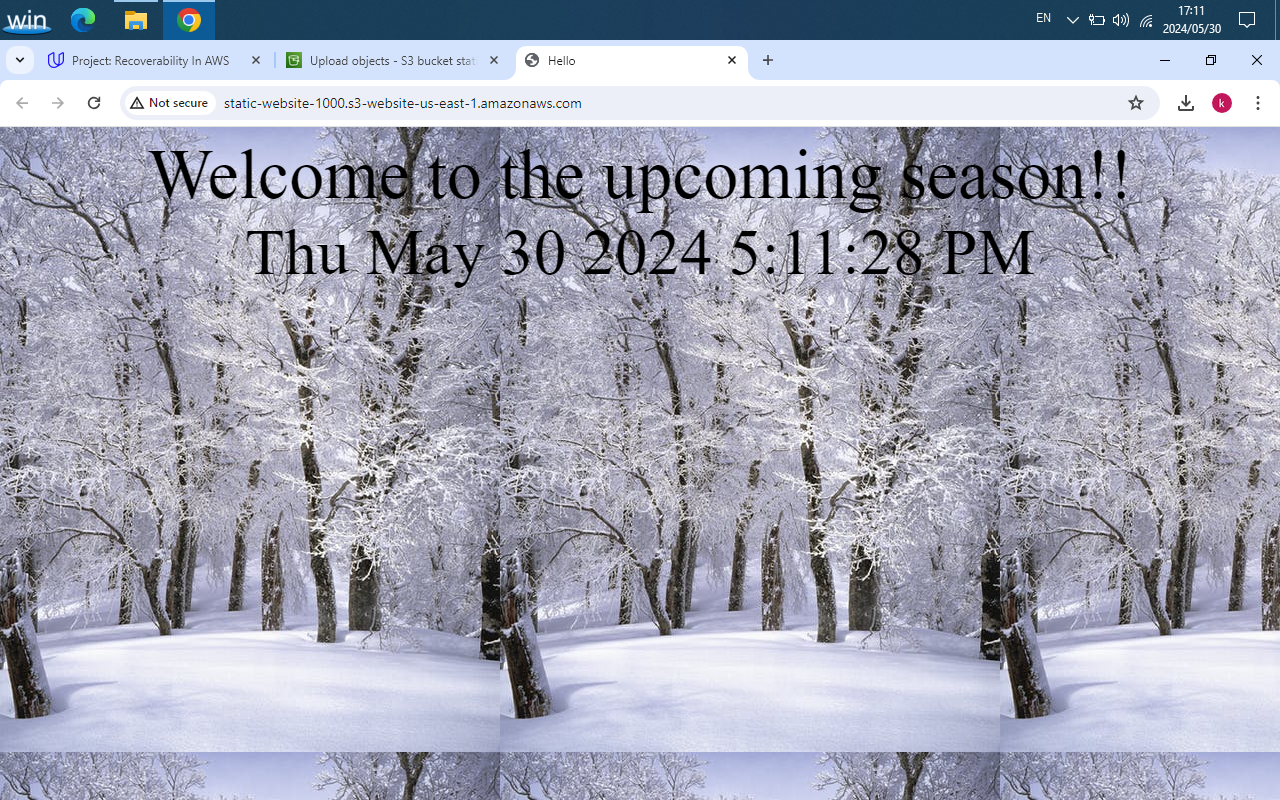 win
EN
17:11
2024/05/30
Project: Recoverability In AWS
Upload objects - S3 bucket stat
Hello
Not secure
static-website-1000.s3-website-us-east-1.amazonaws.com
k
Welcome to the upcoming season!!
Thu May 30 2024 5:11:28 PM